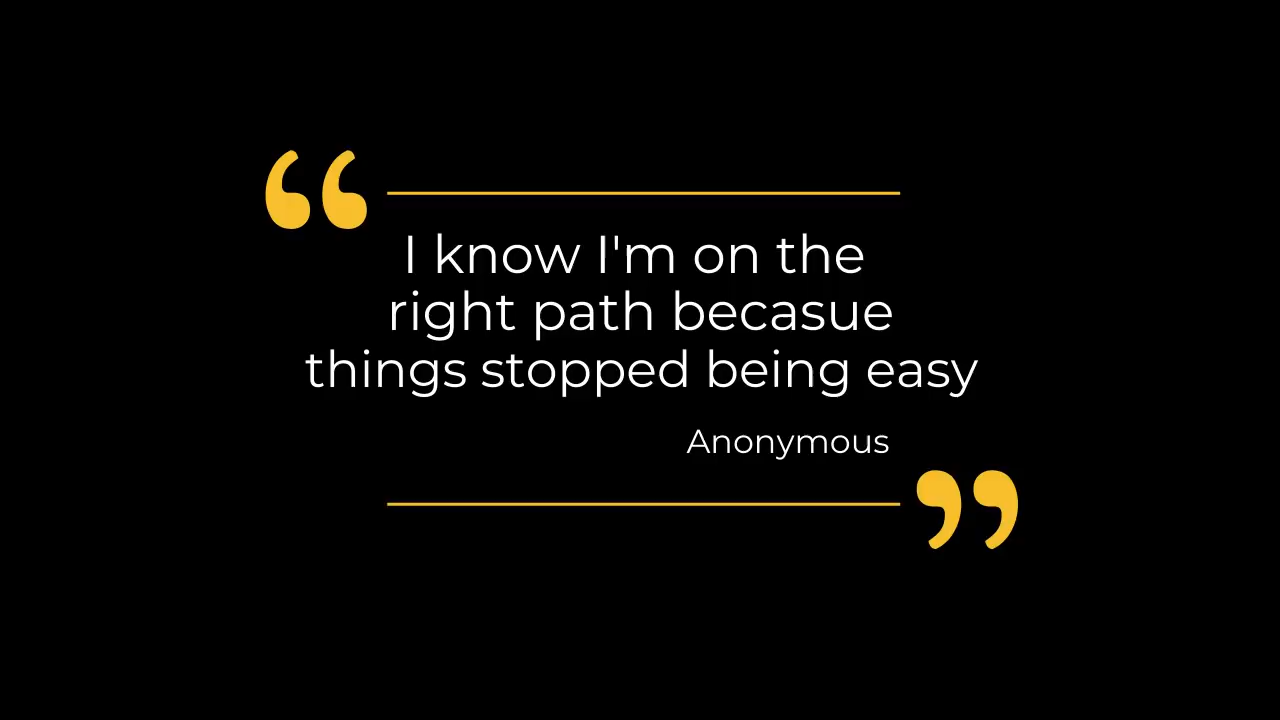 “
I know I'm on the
right path becasue
things stopped being easy
Anonymous
”